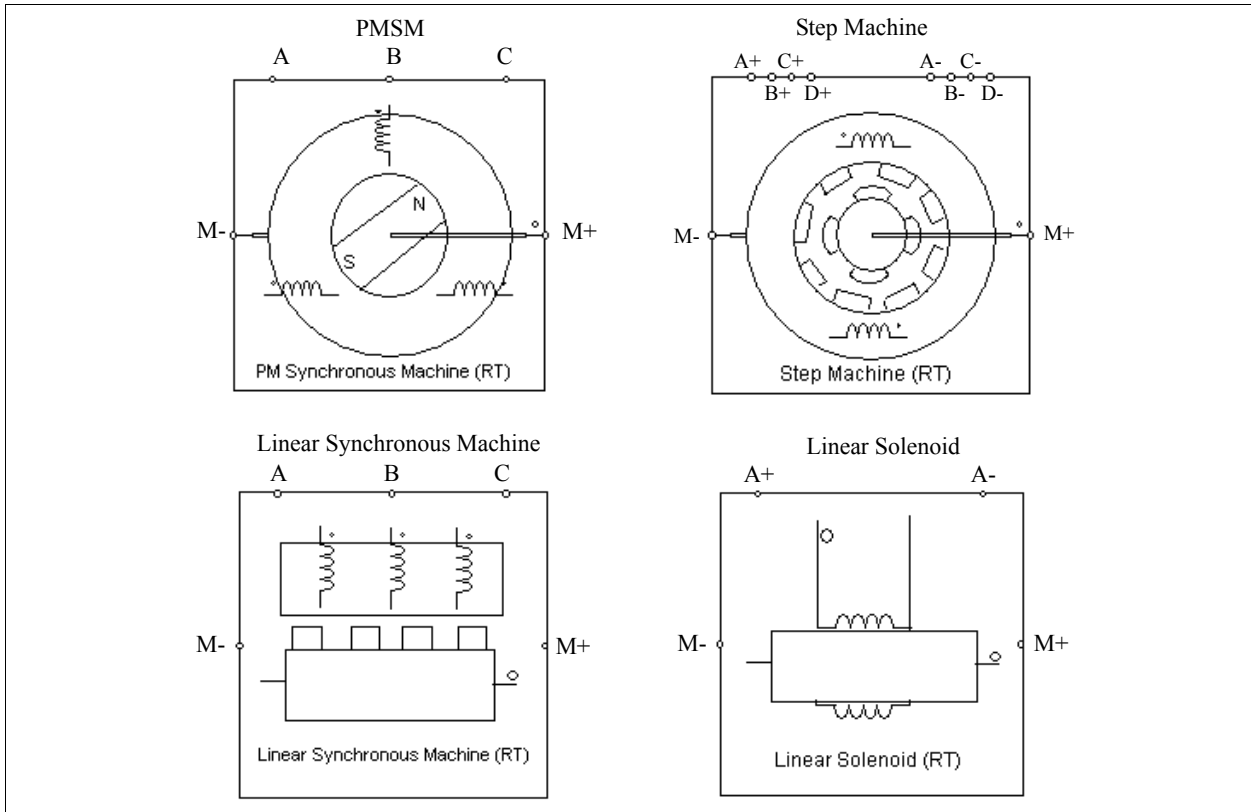 PMSM
A B C
M- M+
N
S
PM Synchronous Machine (RT)
Step Machine
A+ C+ A- C-
B+ D+ B- D-
M- M+
Step Machine (RT)
Linear Synchronous Machine
A B C
M- M+
Linear Synchronous Machine (RT)
Linear Solenoid
A+ A-
M- M+
Linear Solenoid (RT)